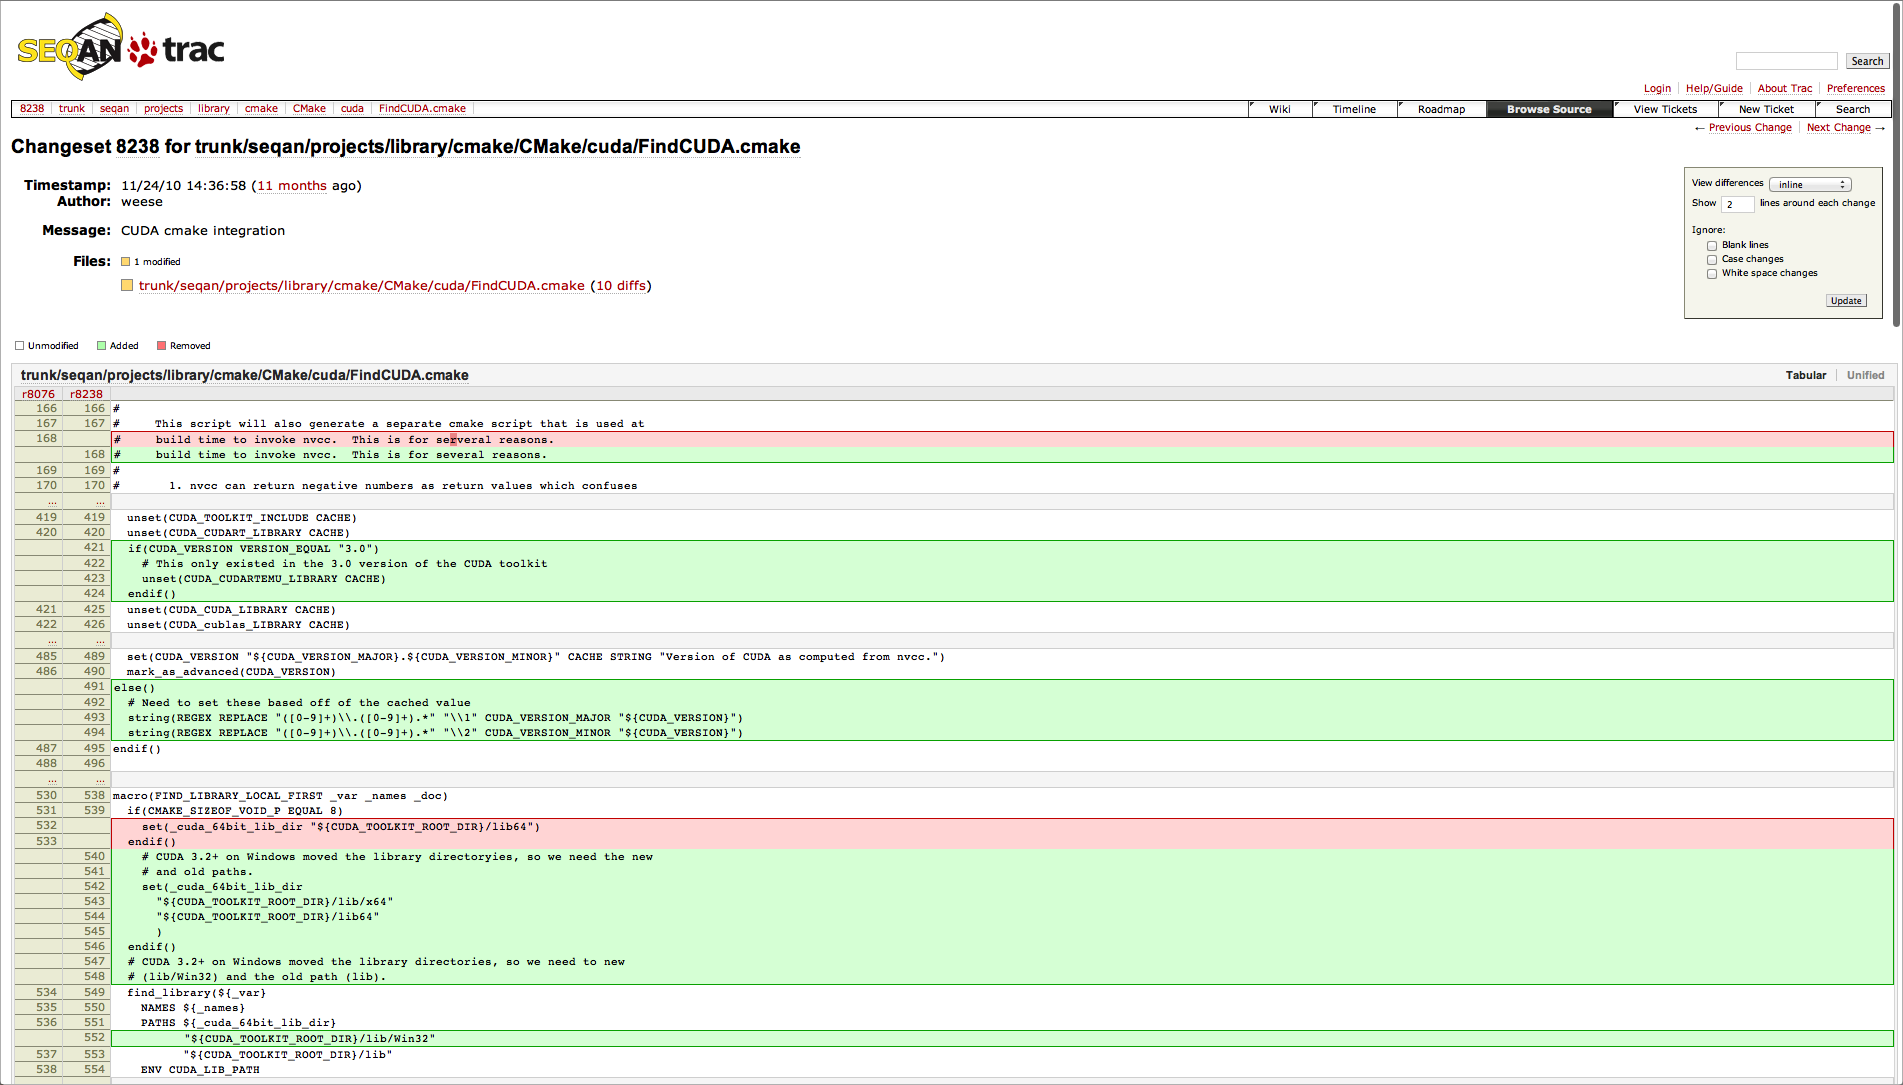 SEQAN trac
Search
Login Help/Guide About Trac Preferences
8238 trunk seqan projects library cmake CMake cuda FindCUDA.cmake Wiki Timeline Roadmap Browse Source View Tickets New Ticket Search
← Previous Change Next Change →
Changeset 8238 for trunk/seqan/projects/library/cmake/CMake/cuda/FindCUDA.cmake
Timestamp: 11/24/10 14:36:58 (11 months ago)
Author: weese
Message: CUDA cmake integration
Files: 1 modified
trunk/seqan/projects/library/cmake/CMake/cuda/FindCUDA.cmake (10 diffs)
View differences inline
Show 2 lines around each change
Ignore:
Blank lines
Case changes
White space changes
Update
Unmodified Added Removed
trunk/seqan/projects/library/cmake/CMake/cuda/FindCUDA.cmake Tabular Unified
r8076 r8238
166 166 #
167 167 # This script will also generate a separate cmake script that is used at
168 # build time to invoke nvcc. This is for serveral reasons.
168 # build time to invoke nvcc. This is for several reasons.
169 169 #
170 170 # 1. nvcc can return negative numbers as return values which confuses
… …
419 419 unset(CUDA_TOOLKIT_INCLUDE CACHE)
420 420 unset(CUDA_CUDART_LIBRARY CACHE)
421 if(CUDA_VERSION VERSION_EQUAL "3.0")
422 # This only existed in the 3.0 version of the CUDA toolkit
423 unset(CUDA_CUDARTEMU_LIBRARY CACHE)
424 endif()
421 425 unset(CUDA_CUDA_LIBRARY CACHE)
422 426 unset(CUDA_cublas_LIBRARY CACHE)
… …
485 489 set(CUDA_VERSION "${CUDA_VERSION_MAJOR}.${CUDA_VERSION_MINOR}" CACHE STRING "Version of CUDA as computed from nvcc.")
486 490 mark_as_advanced(CUDA_VERSION)
491 else()
492 # Need to set these based off of the cached value
493 string(REGEX REPLACE "([0-9]+)\\.([0-9]+).*" "\\1" CUDA_VERSION_MAJOR "${CUDA_VERSION}")
494 string(REGEX REPLACE "([0-9]+)\\.([0-9]+).*" "\\2" CUDA_VERSION_MINOR "${CUDA_VERSION}")
487 495 endif()
488 496
… …
530 538 macro(FIND_LIBRARY_LOCAL_FIRST _var _names _doc)
531 539 if(CMAKE_SIZEOF_VOID_P EQUAL 8)
532 set(_cuda_64bit_lib_dir "${CUDA_TOOLKIT_ROOT_DIR}/lib64")
533 endif()
540 # CUDA 3.2+ on Windows moved the library directoryies, so we need the new
541 # and old paths.
542 set(_cuda_64bit_lib_dir
543 "${CUDA_TOOLKIT_ROOT_DIR}/lib/x64"
544 "${CUDA_TOOLKIT_ROOT_DIR}/lib64"
545 )
546 endif()
547 # CUDA 3.2+ on Windows moved the library directories, so we need to new
548 # (lib/Win32) and the old path (lib).
534 549 find_library(${_var}
535 550 NAMES ${_names}
536 551 PATHS ${_cuda_64bit_lib_dir}
552 "${CUDA_TOOLKIT_ROOT_DIR}/lib/Win32"
537 553 "${CUDA_TOOLKIT_ROOT_DIR}/lib"
538 554 ENV CUDA_LIB_PATH